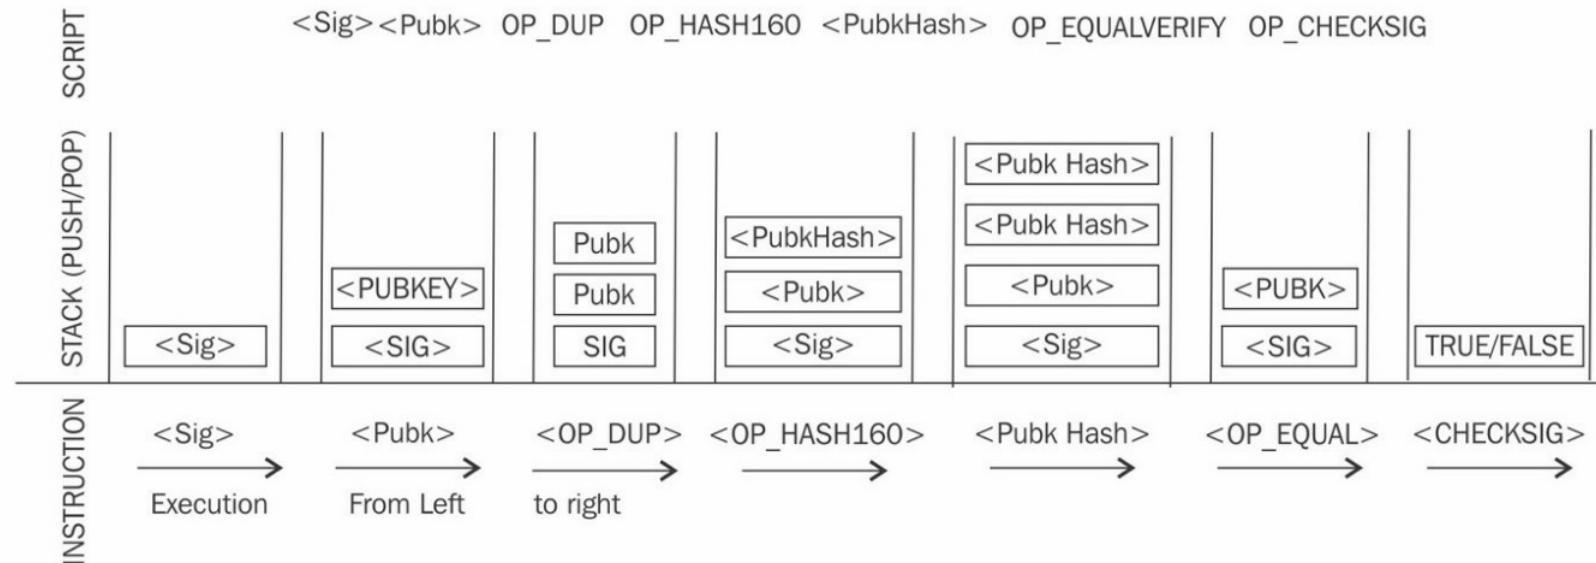 SCRIPT
<Sig><Pubk> OP_DUP OP_HASH160 <PubkHash> OP_EQUALVERIFY OP_CHECKSIG
STACK (PUSH/POP)
<Sig>
<PUBKEY>
<SIG>
Pubk
Pubk
SIG
<PubkHash>
<Pubk>
<Sig>
<Pubk Hash>
<Pubk Hash>
<Pubk>
<Sig>
<PUBK>
<SIG>
TRUE/FALSE
INSTRUCTION
<Sig> <Pubk> <OP_DUP> <OP_HASH160> <Pubk Hash> <OP_EQUAL> <CHECKSIG>
Execution From Left to right